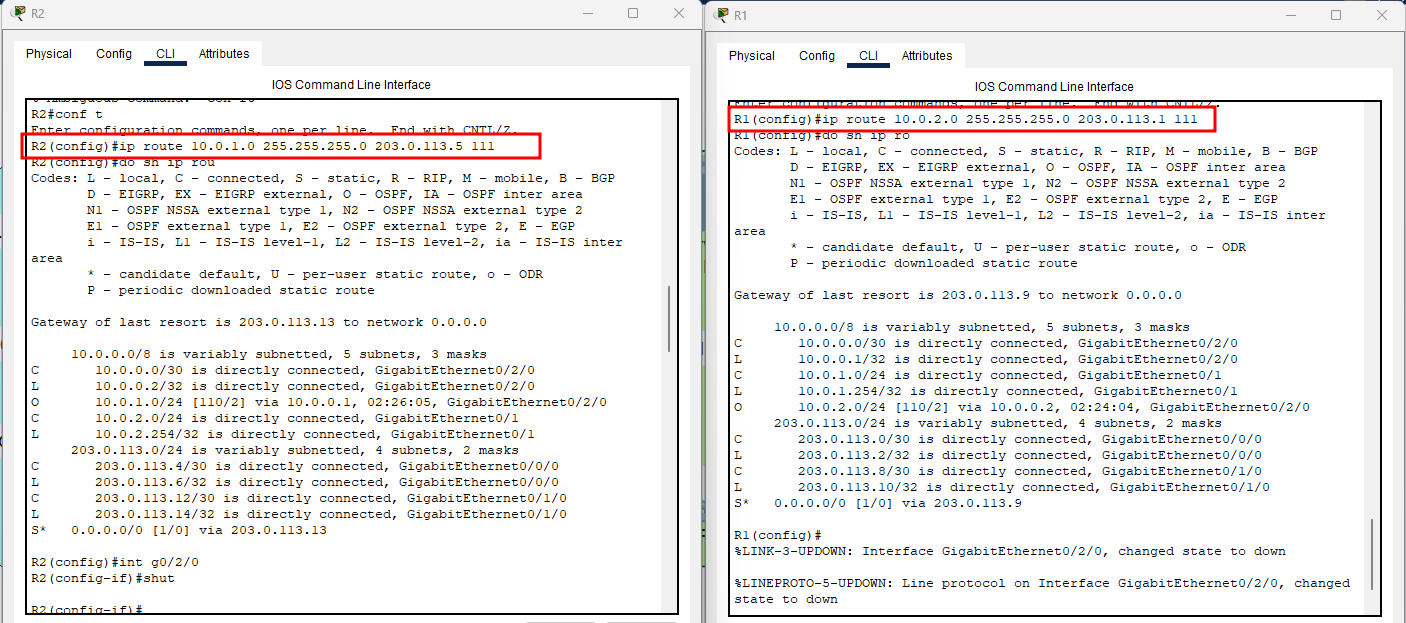 R2
Physical Config CLI Attributes
IOS Command Line Interface
R2#conf t
Enter configuration commands, one per line. End with CNTL/Z.
R2(config)#ip route 10.0.1.0 255.255.255.0 203.0.113.5 111
R2(config)#do sh ip rou
Codes: L - local, C - connected, S - static, R - RIP, M - mobile, B - BGP
D - EIGRP, EX - EIGRP external, O - OSPF, IA - OSPF inter area
N1 - OSPF NSSA external type 1, N2 - OSPF NSSA external type 2
E1 - OSPF external type 1, E2 - OSPF external type 2, E - EGP
i - IS-IS, L1 - IS-IS level-1, L2 - IS-IS level-2, ia - IS-IS inter
area
* - candidate default, U - per-user static route, o - ODR
P - periodic downloaded static route
Gateway of last resort is 203.0.113.13 to network 0.0.0.0
10.0.0.0/8 is variably subnetted, 5 subnets, 3 masks
C 10.0.0.0/30 is directly connected, GigabitEthernet0/2/0
L 10.0.0.2/32 is directly connected, GigabitEthernet0/2/0
O 10.0.1.0/24 [110/2] via 10.0.0.1, 02:26:05, GigabitEthernet0/2/0
C 10.0.2.0/24 is directly connected, GigabitEthernet0/1
L 10.0.2.254/32 is directly connected, GigabitEthernet0/1
203.0.113.0/24 is variably subnetted, 4 subnets, 2 masks
C 203.0.113.4/30 is directly connected, GigabitEthernet0/0/0
L 203.0.113.6/32 is directly connected, GigabitEthernet0/0/0
C 203.0.113.12/30 is directly connected, GigabitEthernet0/1/0
L 203.0.113.14/32 is directly connected, GigabitEthernet0/1/0
S* 0.0.0.0/0 [1/0] via 203.0.113.13
R2(config)#int g0/2/0
R2(config-if)#shut
R2(config-if)#
R1
Physical Config CLI Attributes
IOS Command Line Interface
Enter configuration commands, one per line. End with CNTL/Z.
R1(config)#ip route 10.0.2.0 255.255.255.0 203.0.113.1 111
R1(config)#do sh ip ro
Codes: L - local, C - connected, S - static, R - RIP, M - mobile, B - BGP
D - EIGRP, EX - EIGRP external, O - OSPF, IA - OSPF inter area
N1 - OSPF NSSA external type 1, N2 - OSPF NSSA external type 2
E1 - OSPF external type 1, E2 - OSPF external type 2, E - EGP
i - IS-IS, L1 - IS-IS level-1, L2 - IS-IS level-2, ia - IS-IS inter
area
* - candidate default, U - per-user static route, o - ODR
P - periodic downloaded static route
Gateway of last resort is 203.0.113.9 to network 0.0.0.0
10.0.0.0/8 is variably subnetted, 5 subnets, 3 masks
C 10.0.0.0/30 is directly connected, GigabitEthernet0/2/0
L 10.0.0.1/32 is directly connected, GigabitEthernet0/2/0
C 10.0.1.0/24 is directly connected, GigabitEthernet0/1
L 10.0.1.254/32 is directly connected, GigabitEthernet0/1
O 10.0.2.0/24 [110/2] via 10.0.0.2, 02:24:04, GigabitEthernet0/2/0
203.0.113.0/24 is variably subnetted, 4 subnets, 2 masks
C 203.0.113.0/30 is directly connected, GigabitEthernet0/0/0
L 203.0.113.2/32 is directly connected, GigabitEthernet0/0/0
C 203.0.113.8/30 is directly connected, GigabitEthernet0/1/0
L 203.0.113.10/32 is directly connected, GigabitEthernet0/1/0
S* 0.0.0.0/0 [1/0] via 203.0.113.9
R1(config)#
%LINK-3-UPDOWN: Interface GigabitEthernet0/2/0, changed state to down
%LINEPROTO-5-UPDOWN: Line protocol on Interface GigabitEthernet0/2/0, changed
state to down